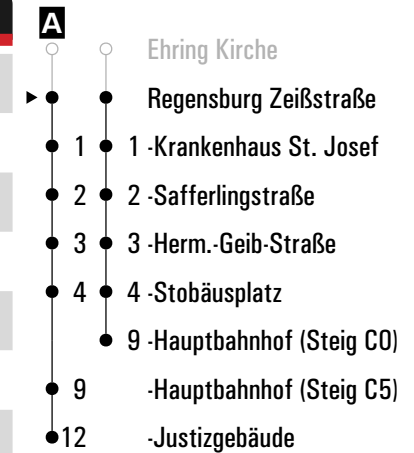 A
Ehring Kirche
Regensburg Zeißstraße
1 1 -Krankenhaus St. Josef
2 2 -Safferlingstraße
3 3 -Herm.-Geib-Straße
4 4 -Stobäusplatz
9 -Hauptbahnhof (Steig C0)
9 -Hauptbahnhof (Steig C5)
12 -Justizgebäude